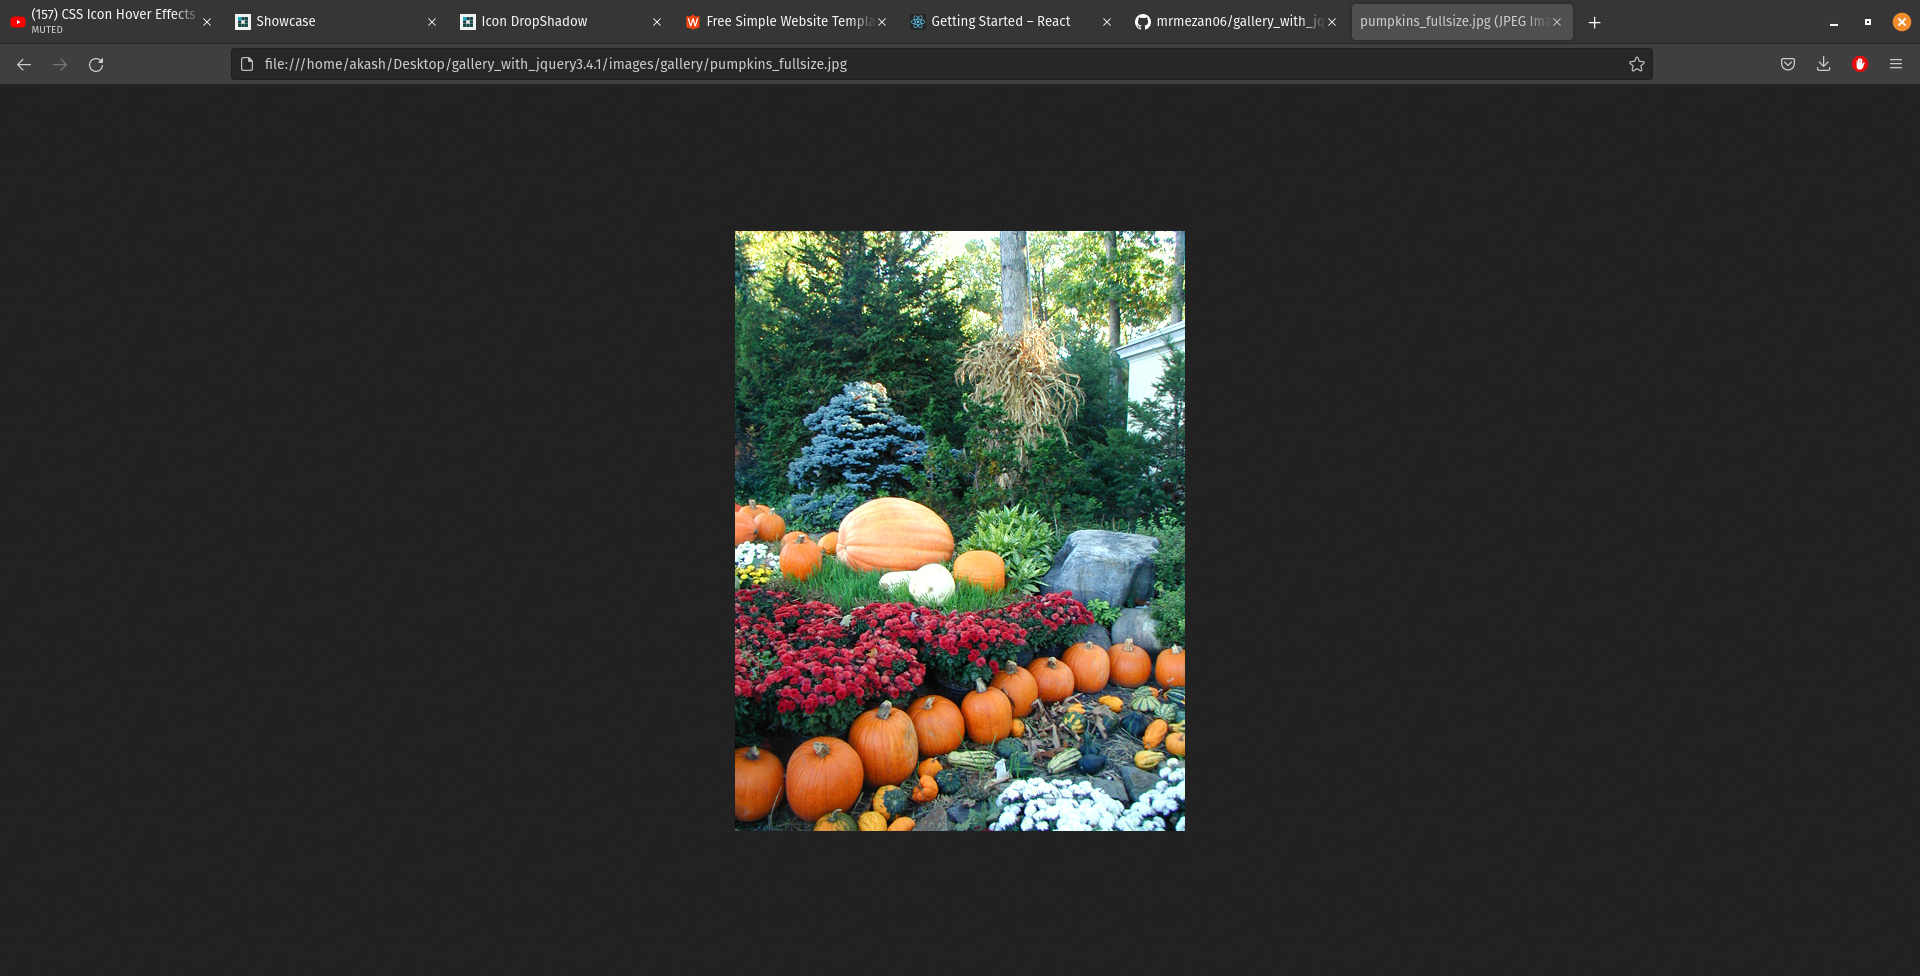 (157) CSS Icon Hover Effects
MUTED
Showcase
Icon DropShadow
Free Simple Website Templa
Getting Started – React
mrmezan06/gallery_with_jq
pumpkins_fullsize.jpg (JPEG Ima
file:///home/akash/Desktop/gallery_with_jquery3.4.1/images/gallery/pumpkins_fullsize.jpg